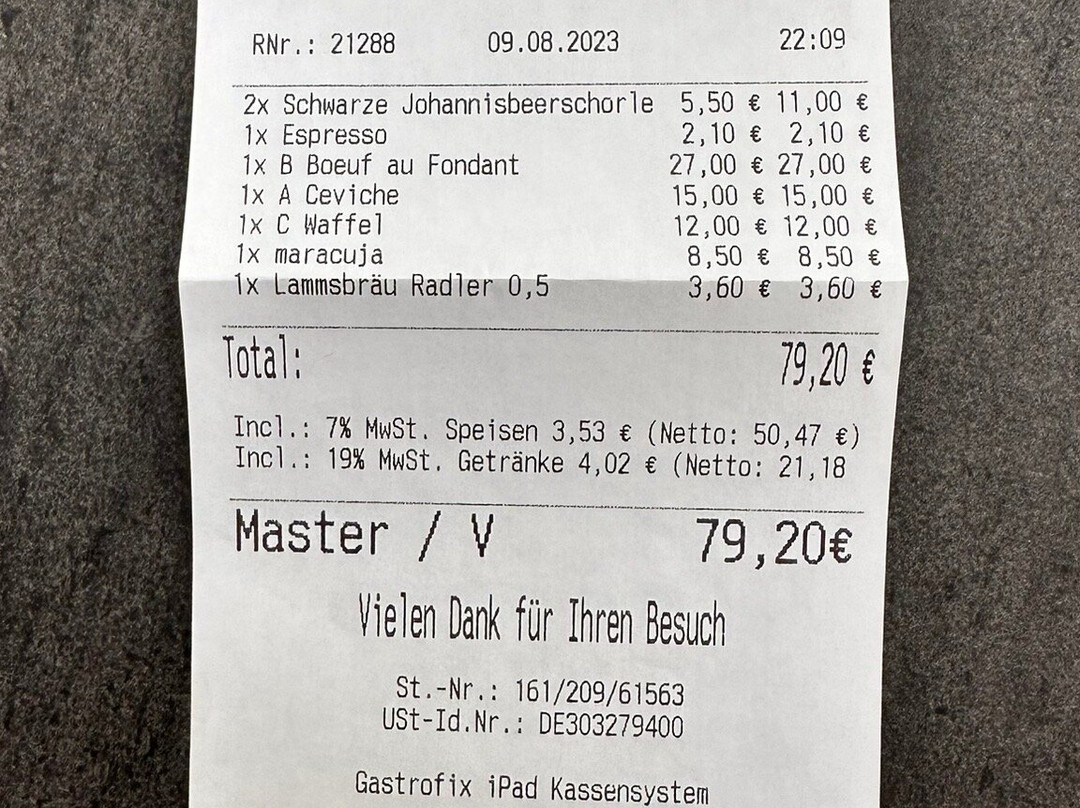 RNr.: 21288 09.08.2023 22:09
2x Schwarze Johannisbeerschorle 5,50 € 11,00 €
1x Espresso 2,10 € 2,10 €
1x B Boeuf au Fondant 27,00 € 27,00 €
1x A Ceviche 15,00 € 15,00 €
1x C Waffel 12,00 € 12,00 €
1x maracuja 8,50 € 8,50 €
1x Lammsbräu Radler 0,5 3,60 € 3,60 €
Total: 79,20 €
Incl.: 7% MwSt. Speisen 3,53 € (Netto: 50,47 €)
Incl.: 19% MwSt. Getränke 4,02 € (Netto: 21,18
Master / V 79,20€
Vielen Dank für Ihren Besuch
St.-Nr.: 161/209/61563
USt-Id.Nr.: DE303279400
Gastrofix iPad Kassensystem